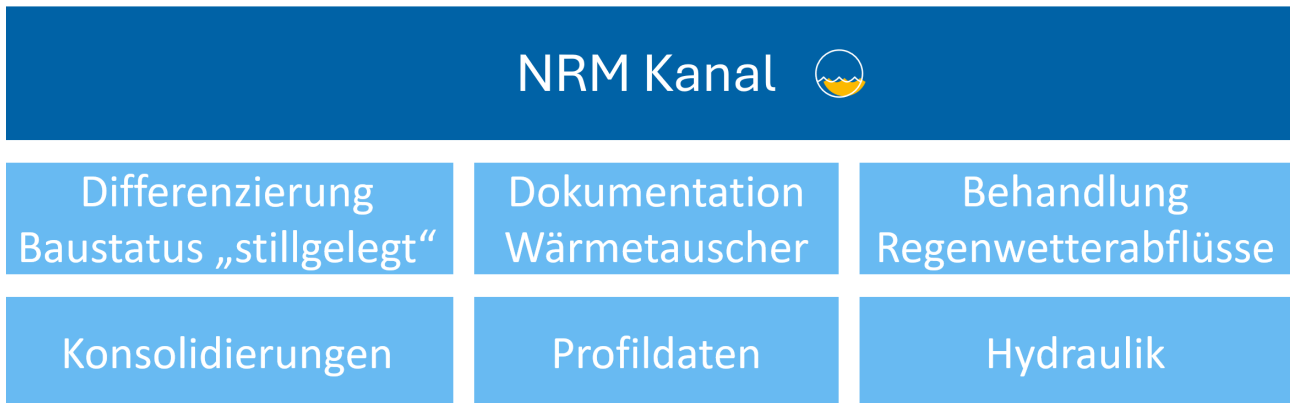 NRM Kanal
Differenzierung
Baustatus „stillgelegt“
Dokumentation
Wärmetauscher
Behandlung
Regenwetterabflüsse
Konsolidierungen
Profildaten
Hydraulik